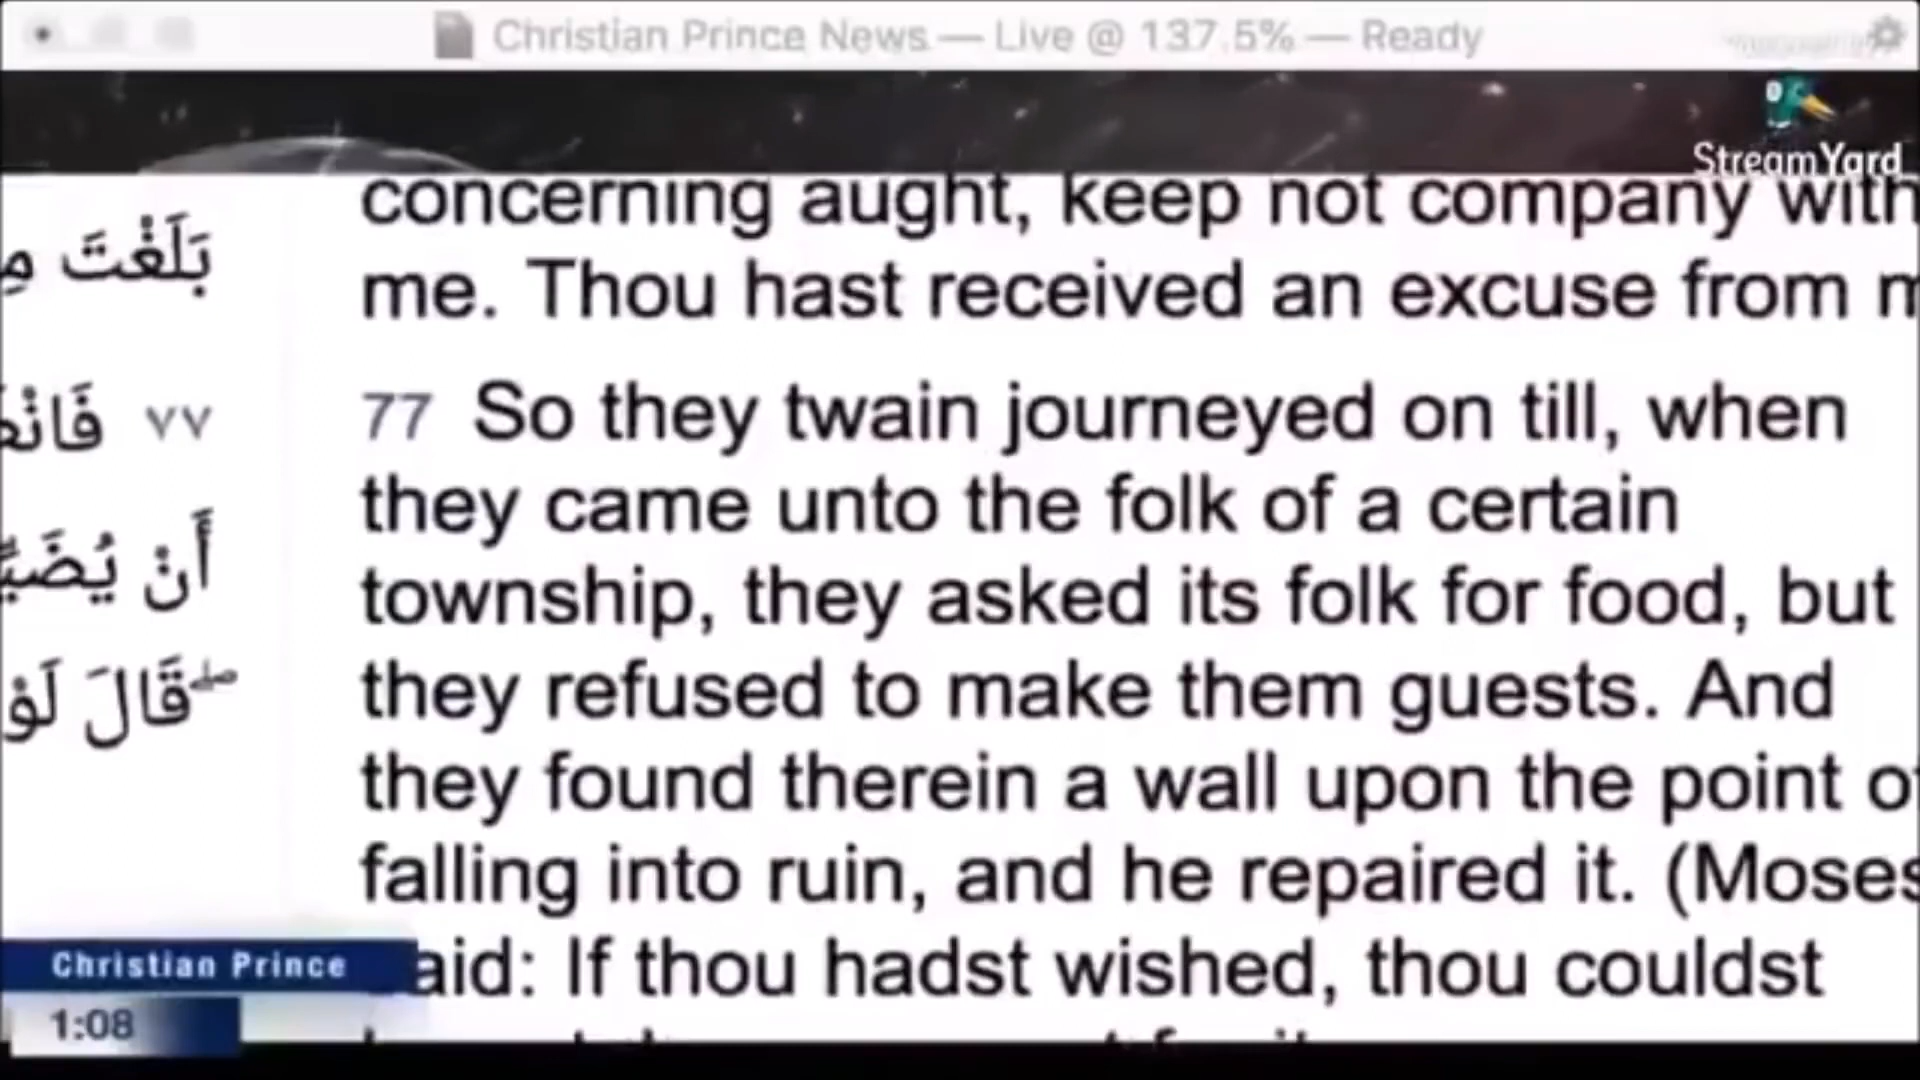 Christian Prince News — Live @ 137.5% — Ready
StreamYard
concerning aught, keep not company with
me. Thou hast received an excuse from
77 So they twain journeyed on till, when
they came unto the folk of a certain
township, they asked its folk for food, but
they refused to make them guests. And
they found therein a wall upon the point
falling into ruin, and he repaired it. (Moses
aid: If thou hadst wished, thou couldst
بَلَغْتَ
٧٧
أَنْ
قَالَ لَوْ
Christian Prince
1:08